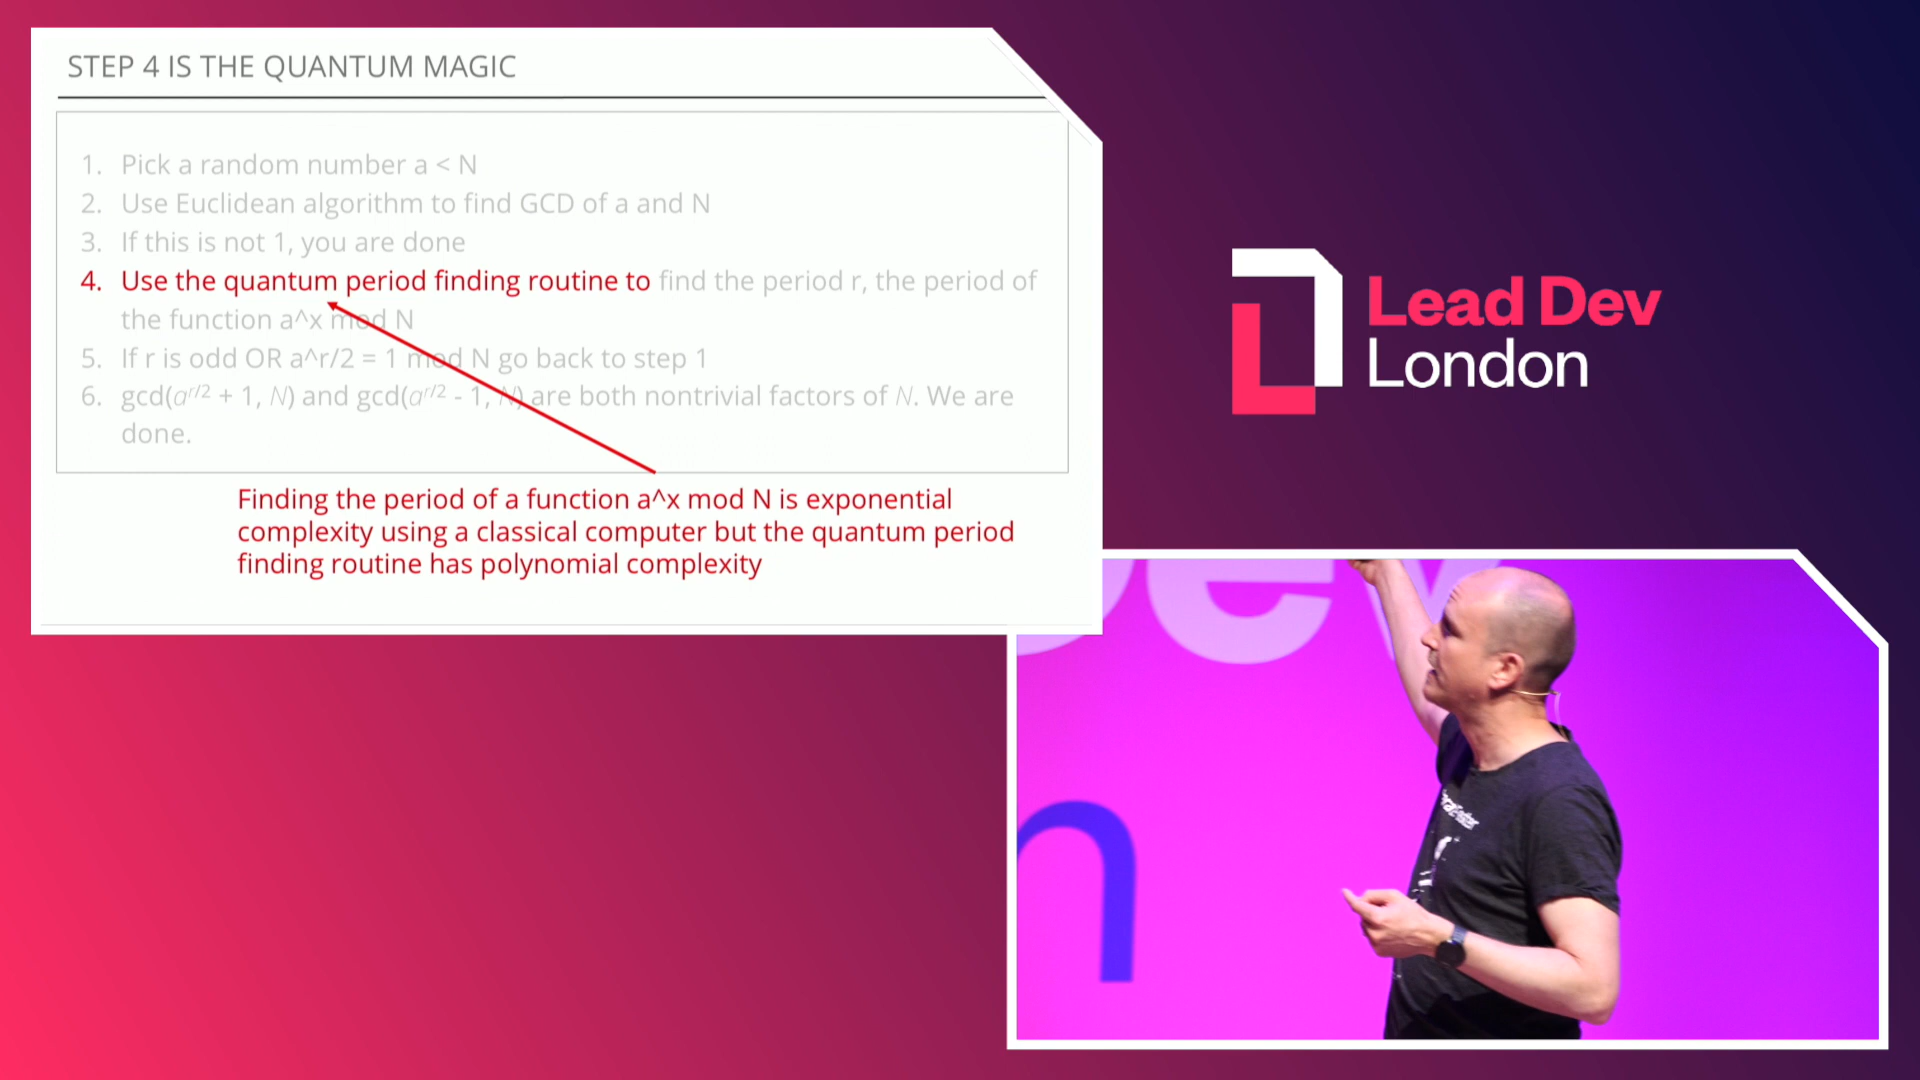 STEP 4 IS THE QUANTUM MAGIC
1. Pick a random number a < N
2. Use Euclidean algorithm to find GCD of a and N
3. If this is not 1, you are done
4. Use the quantum period finding routine to find the period r, the period of
the function a^x mod N
5. If r is odd OR a^r/2 = 1 mod N go back to step 1
6. gcd(a^{r/2} + 1, N) and gcd(a^{r/2} - 1, N) are both nontrivial factors of N. We are
done.
Finding the period of a function a^x mod N is exponential
complexity using a classical computer but the quantum period
finding routine has polynomial complexity
Lead Dev
London
Dev
n